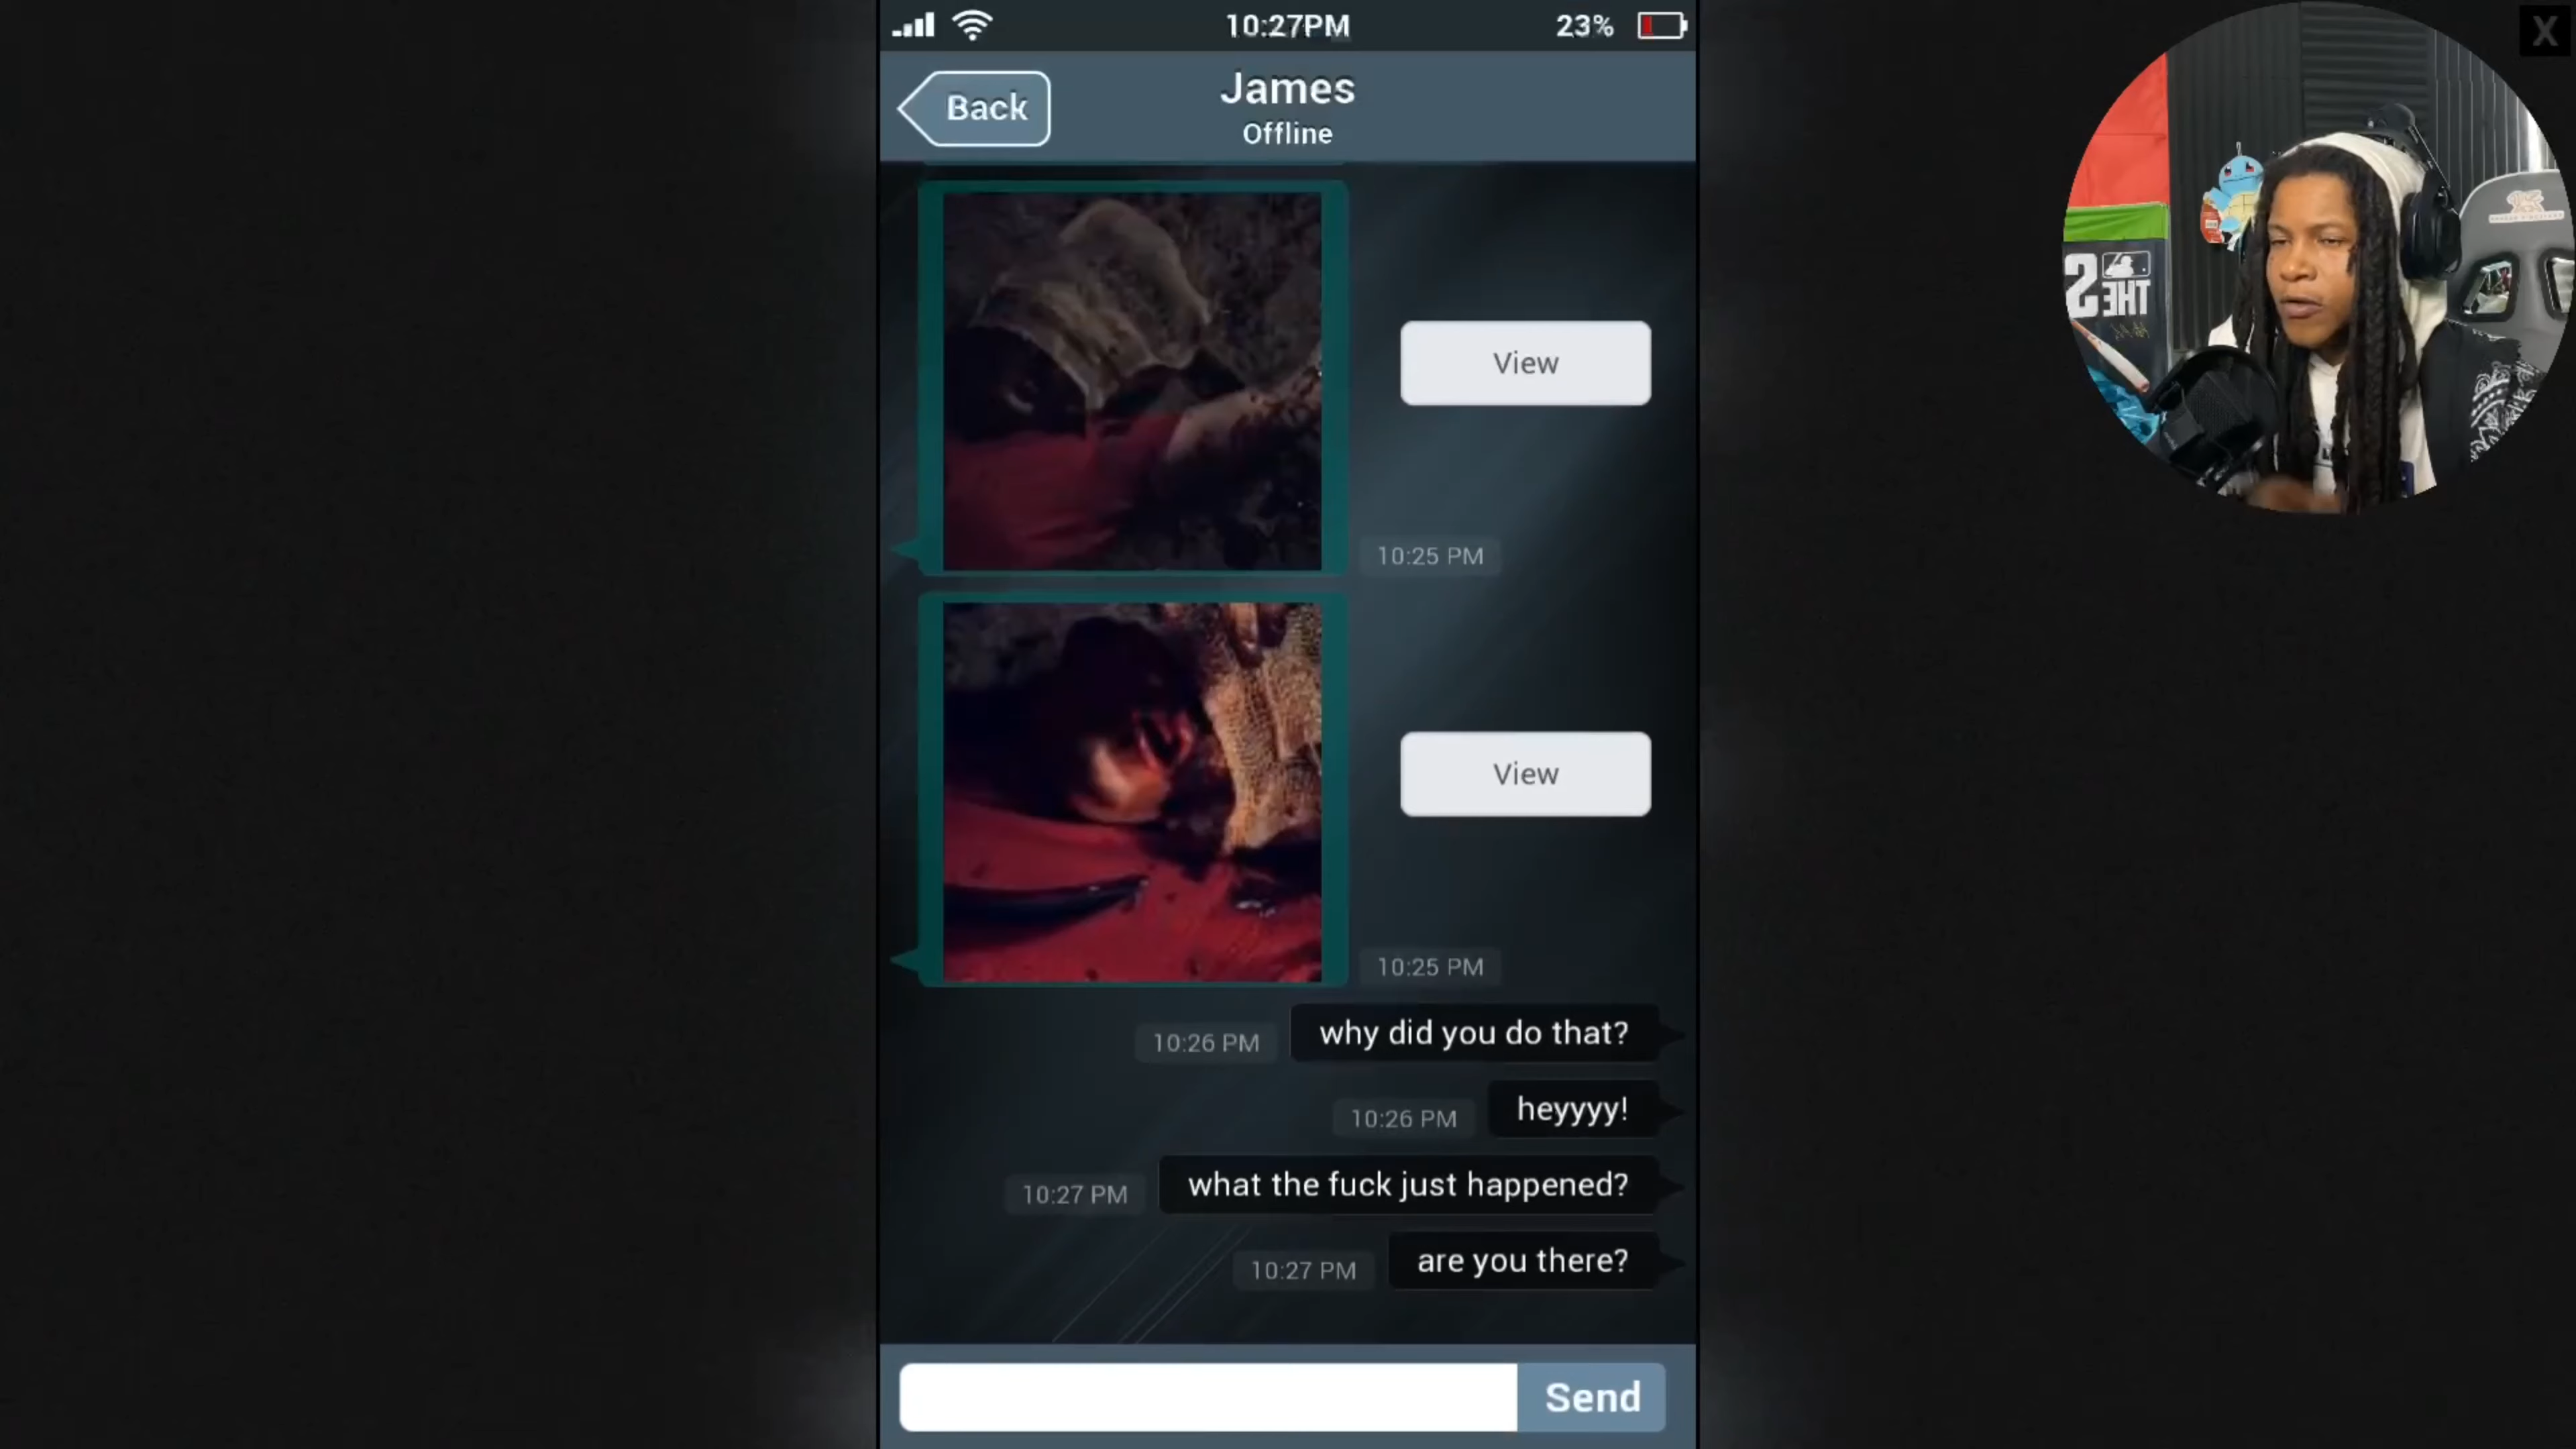 10:27PM
23%
X
Back
James
Offline
View
10:25 PM
View
10:25 PM
10:26 PM why did you do that?
10:26 PM heyyyy!
10:27 PM what the fuck just happened?
10:27 PM are you there?
Send
THE S